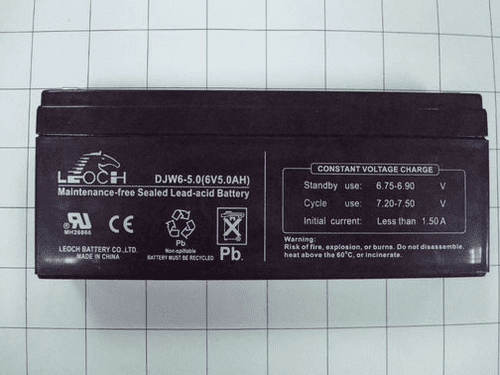 LEOCH
DJW6-5.0(6V5.0AH)
Maintenance-free Sealed Lead-acid Battery
MH26866
CE
Pb
Non-spillable
BATTERY MUST BE RECYCLED
Pb.
LEOCH BATTERY CO.,LTD.
MADE IN CHINA
CONSTANT VOLTAGE CHARGE
Standby use: 6.75-6.90 V
Cycle use: 7.20-7.50 V
Initial current: Less than 1.50 A
Warning:
Risk of fire, explosion, or burns. Do not disassemble,
heat above the 60°C, or incinerate.